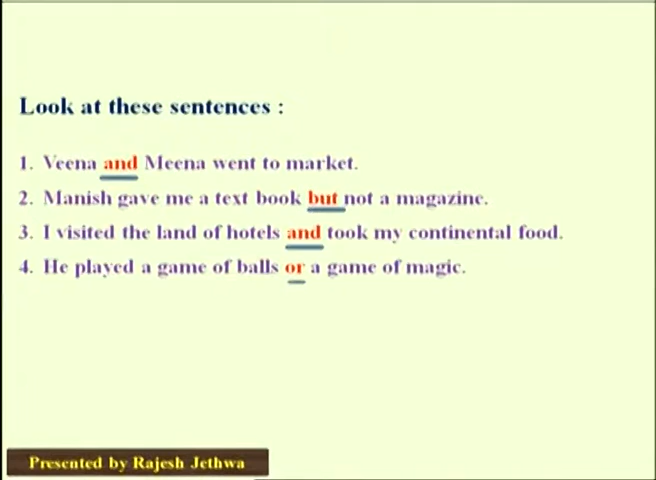 Look at these sentences :
1. Veena and Meena went to market.
2. Manish gave me a text book but not a magazine.
3. I visited the land of hotels and took my continental food.
4. He played a game of balls or a game of magic.
Presented by Rajesh Jethwa